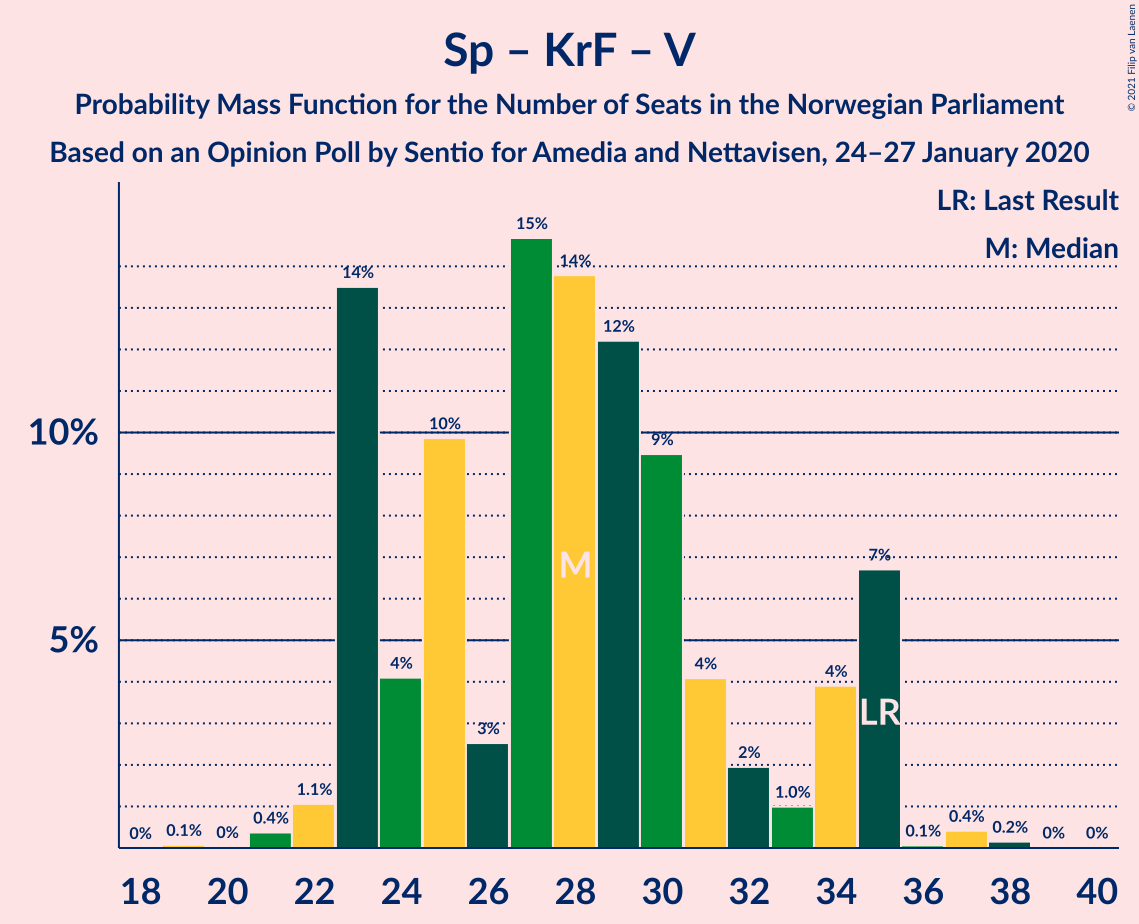 Sp – KrF – V
Probability Mass Function for the Number of Seats in the Norwegian Parliament
Based on an Opinion Poll by Sentio for Amedia and Nettavisen, 24–27 January 2020
© 2021 Filip van Laenen
LR: Last Result
M: Median
10%
5%
0%
0.1%
0%
0.4%
1.1%
14%
4%
10%
3%
15%
14%
12%
9%
4%
2%
1.0%
4%
7%
0.1%
0.4%
0.2%
0%
0%
M
LR
18 20 22 24 26 28 30 32 34 36 38 40